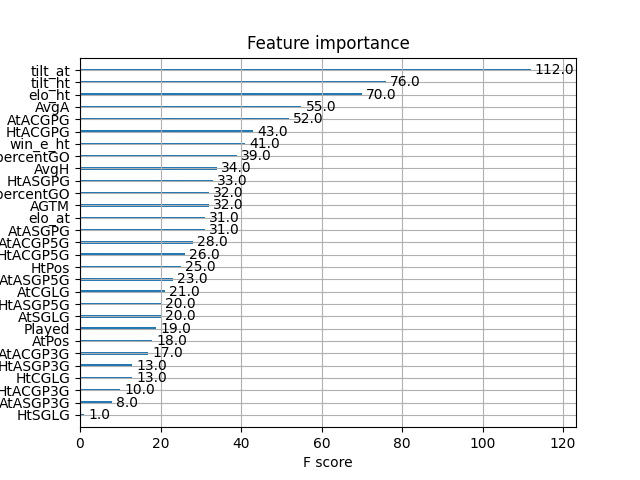 Feature importance
tilt_at 112.0
tilt_ht 76.0
elo_ht 70.0
AvgA 55.0
AtACGPG 52.0
HtACGPG 43.0
win_e_ht 41.0
percentGO 39.0
AvgH 34.0
HtASGPG 33.0
percentGO 32.0
AGTM 32.0
elo_at 31.0
AtASGPG 31.0
AtACGP5G 28.0
HtACGP5G 26.0
HtPos 25.0
AtASGP5G 23.0
AtCGLG 21.0
HtASGP5G 20.0
AtSGLG 20.0
Played 19.0
AtPos 18.0
AtACGP3G 17.0
HtASGP3G 13.0
HtCGLG 13.0
HtACGP3G 10.0
AtASGP3G 8.0
HtSGLG 1.0
0 20 40 60 80 100 120
F score